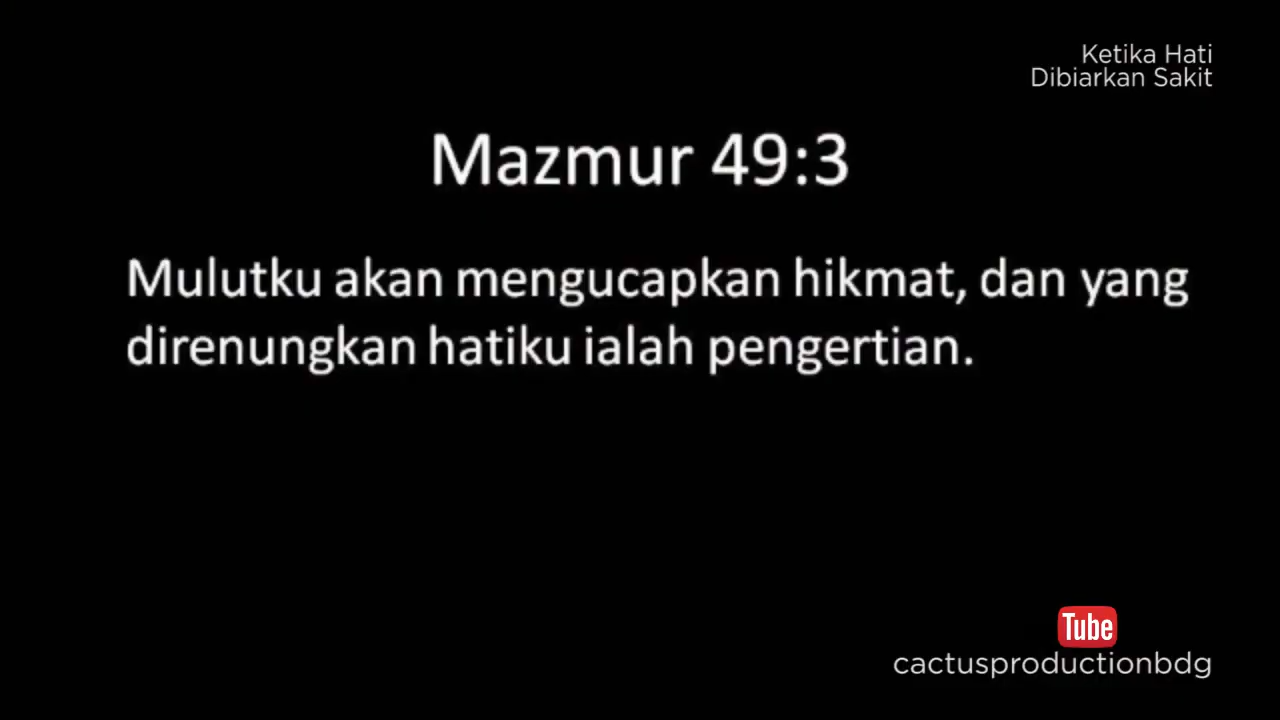 Ketika Hati
Dibiarkan Sakit
Mazmur 49:3
Mulutku akan mengucapkan hikmat, dan yang
direnungkan hatiku ialah pengertian.
Tube
cactusproductionbdg